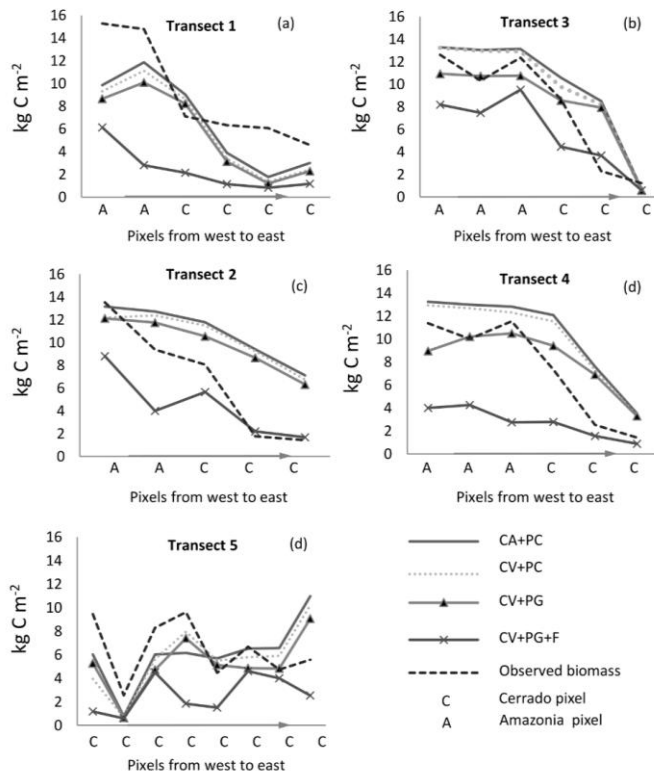 Transect 1 (a)
kg C m-2
16
14
12
10
8
6
4
2
0
A A C C C C
Pixels from west to east
Transect 3 (b)
kg C m-2
16
14
12
10
8
6
4
2
0
A A A C C C
Pixels from west to east
Transect 2 (c)
kg C m-2
16
14
12
10
8
6
4
2
0
A A C C C
Pixels from west to east
Transect 4 (d)
kg C m-2
16
14
12
10
8
6
4
2
0
A A A C C C
Pixels from west to east
Transect 5 (d)
kg C m-2
16
14
12
10
8
6
4
2
0
C C C C C C C C
Pixels from west to east
CA+PC
CV+PC
CV+PG
CV+PG+F
Observed biomass
C Cerrado pixel
A Amazonia pixel